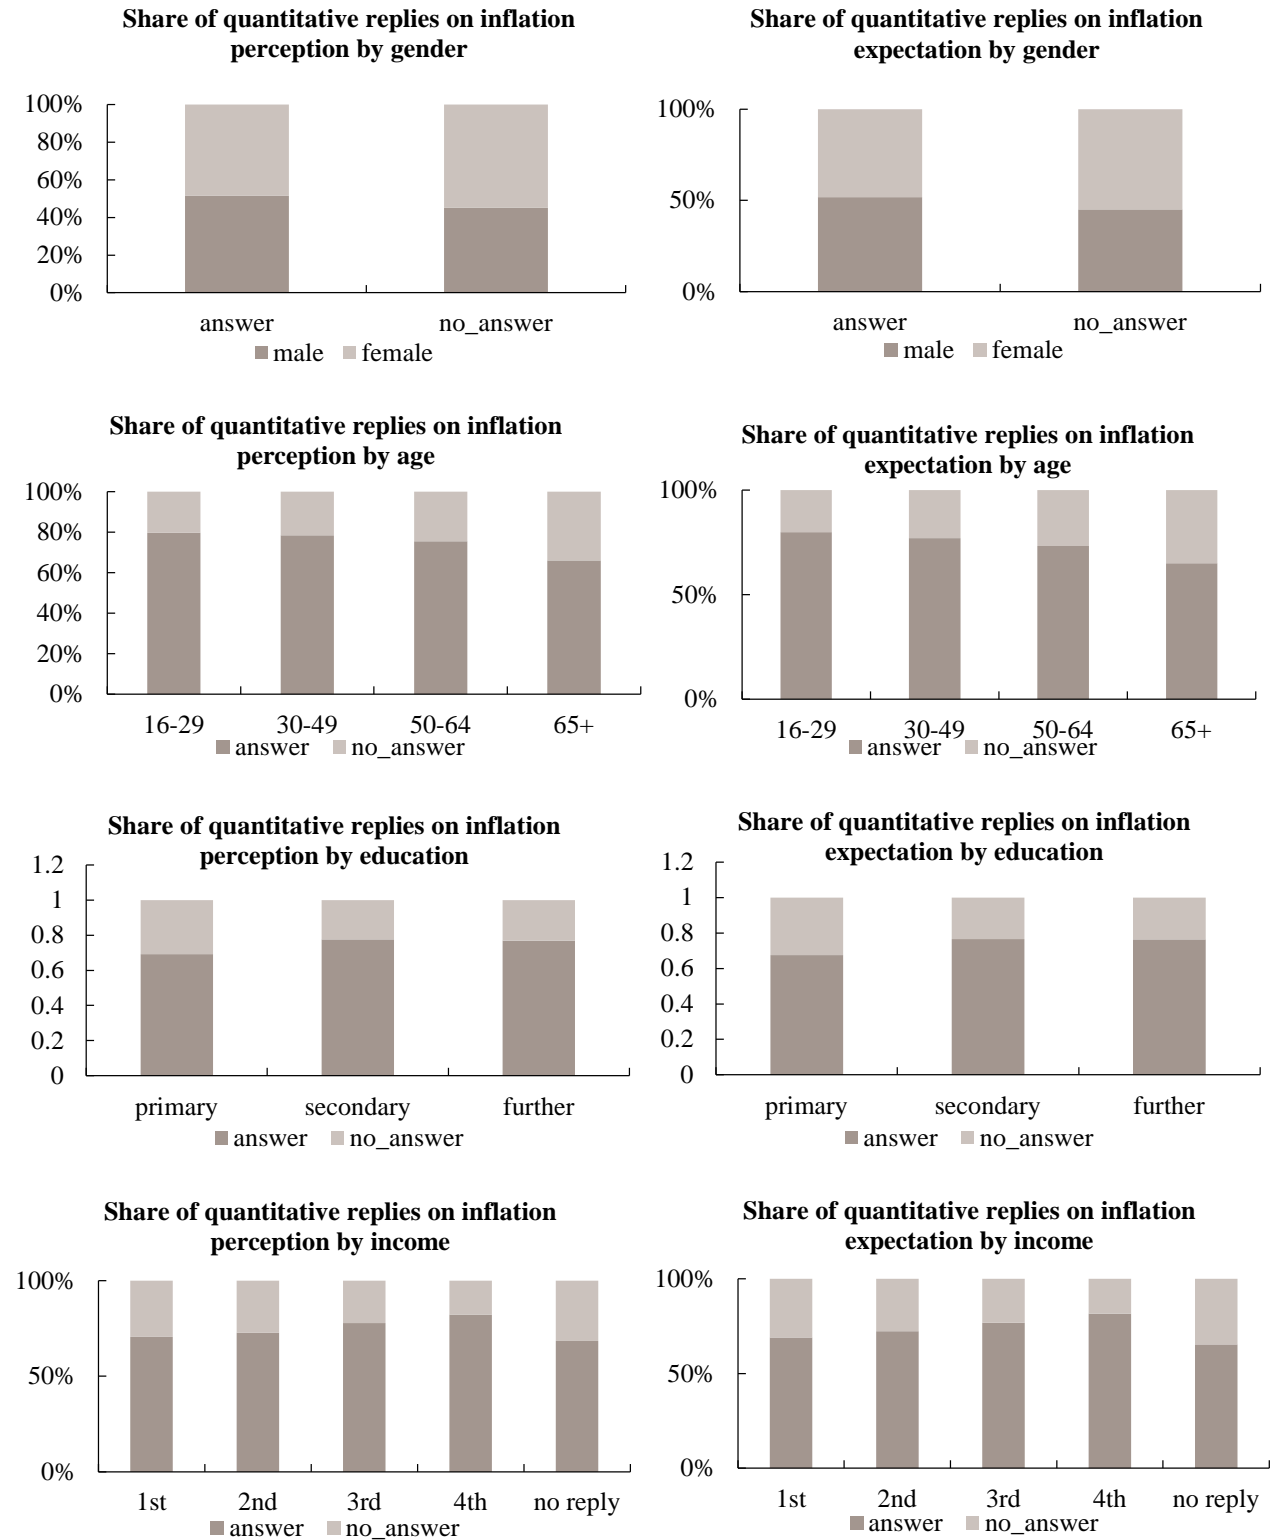 Share of quantitative replies on inflation
perception by gender
100%
80%
60%
40%
20%
0%
answer no_answer
male female
Share of quantitative replies on inflation
expectation by gender
100%
50%
0%
answer no_answer
male female
Share of quantitative replies on inflation
perception by age
100%
80%
60%
40%
20%
0%
16-29 30-49 50-64 65+
answer no_answer
Share of quantitative replies on inflation
expectation by age
100%
50%
0%
16-29 30-49 50-64 65+
answer no_answer
Share of quantitative replies on inflation
perception by education
1.2
1
0.8
0.6
0.4
0.2
0
primary secondary further
answer no_answer
Share of quantitative replies on inflation
expectation by education
1.2
1
0.8
0.6
0.4
0.2
0
primary secondary further
answer no_answer
Share of quantitative replies on inflation
perception by income
100%
50%
0%
1st 2nd 3rd 4th no reply
answer no_answer
Share of quantitative replies on inflation
expectation by income
100%
50%
0%
1st 2nd 3rd 4th no reply
answer no_answer